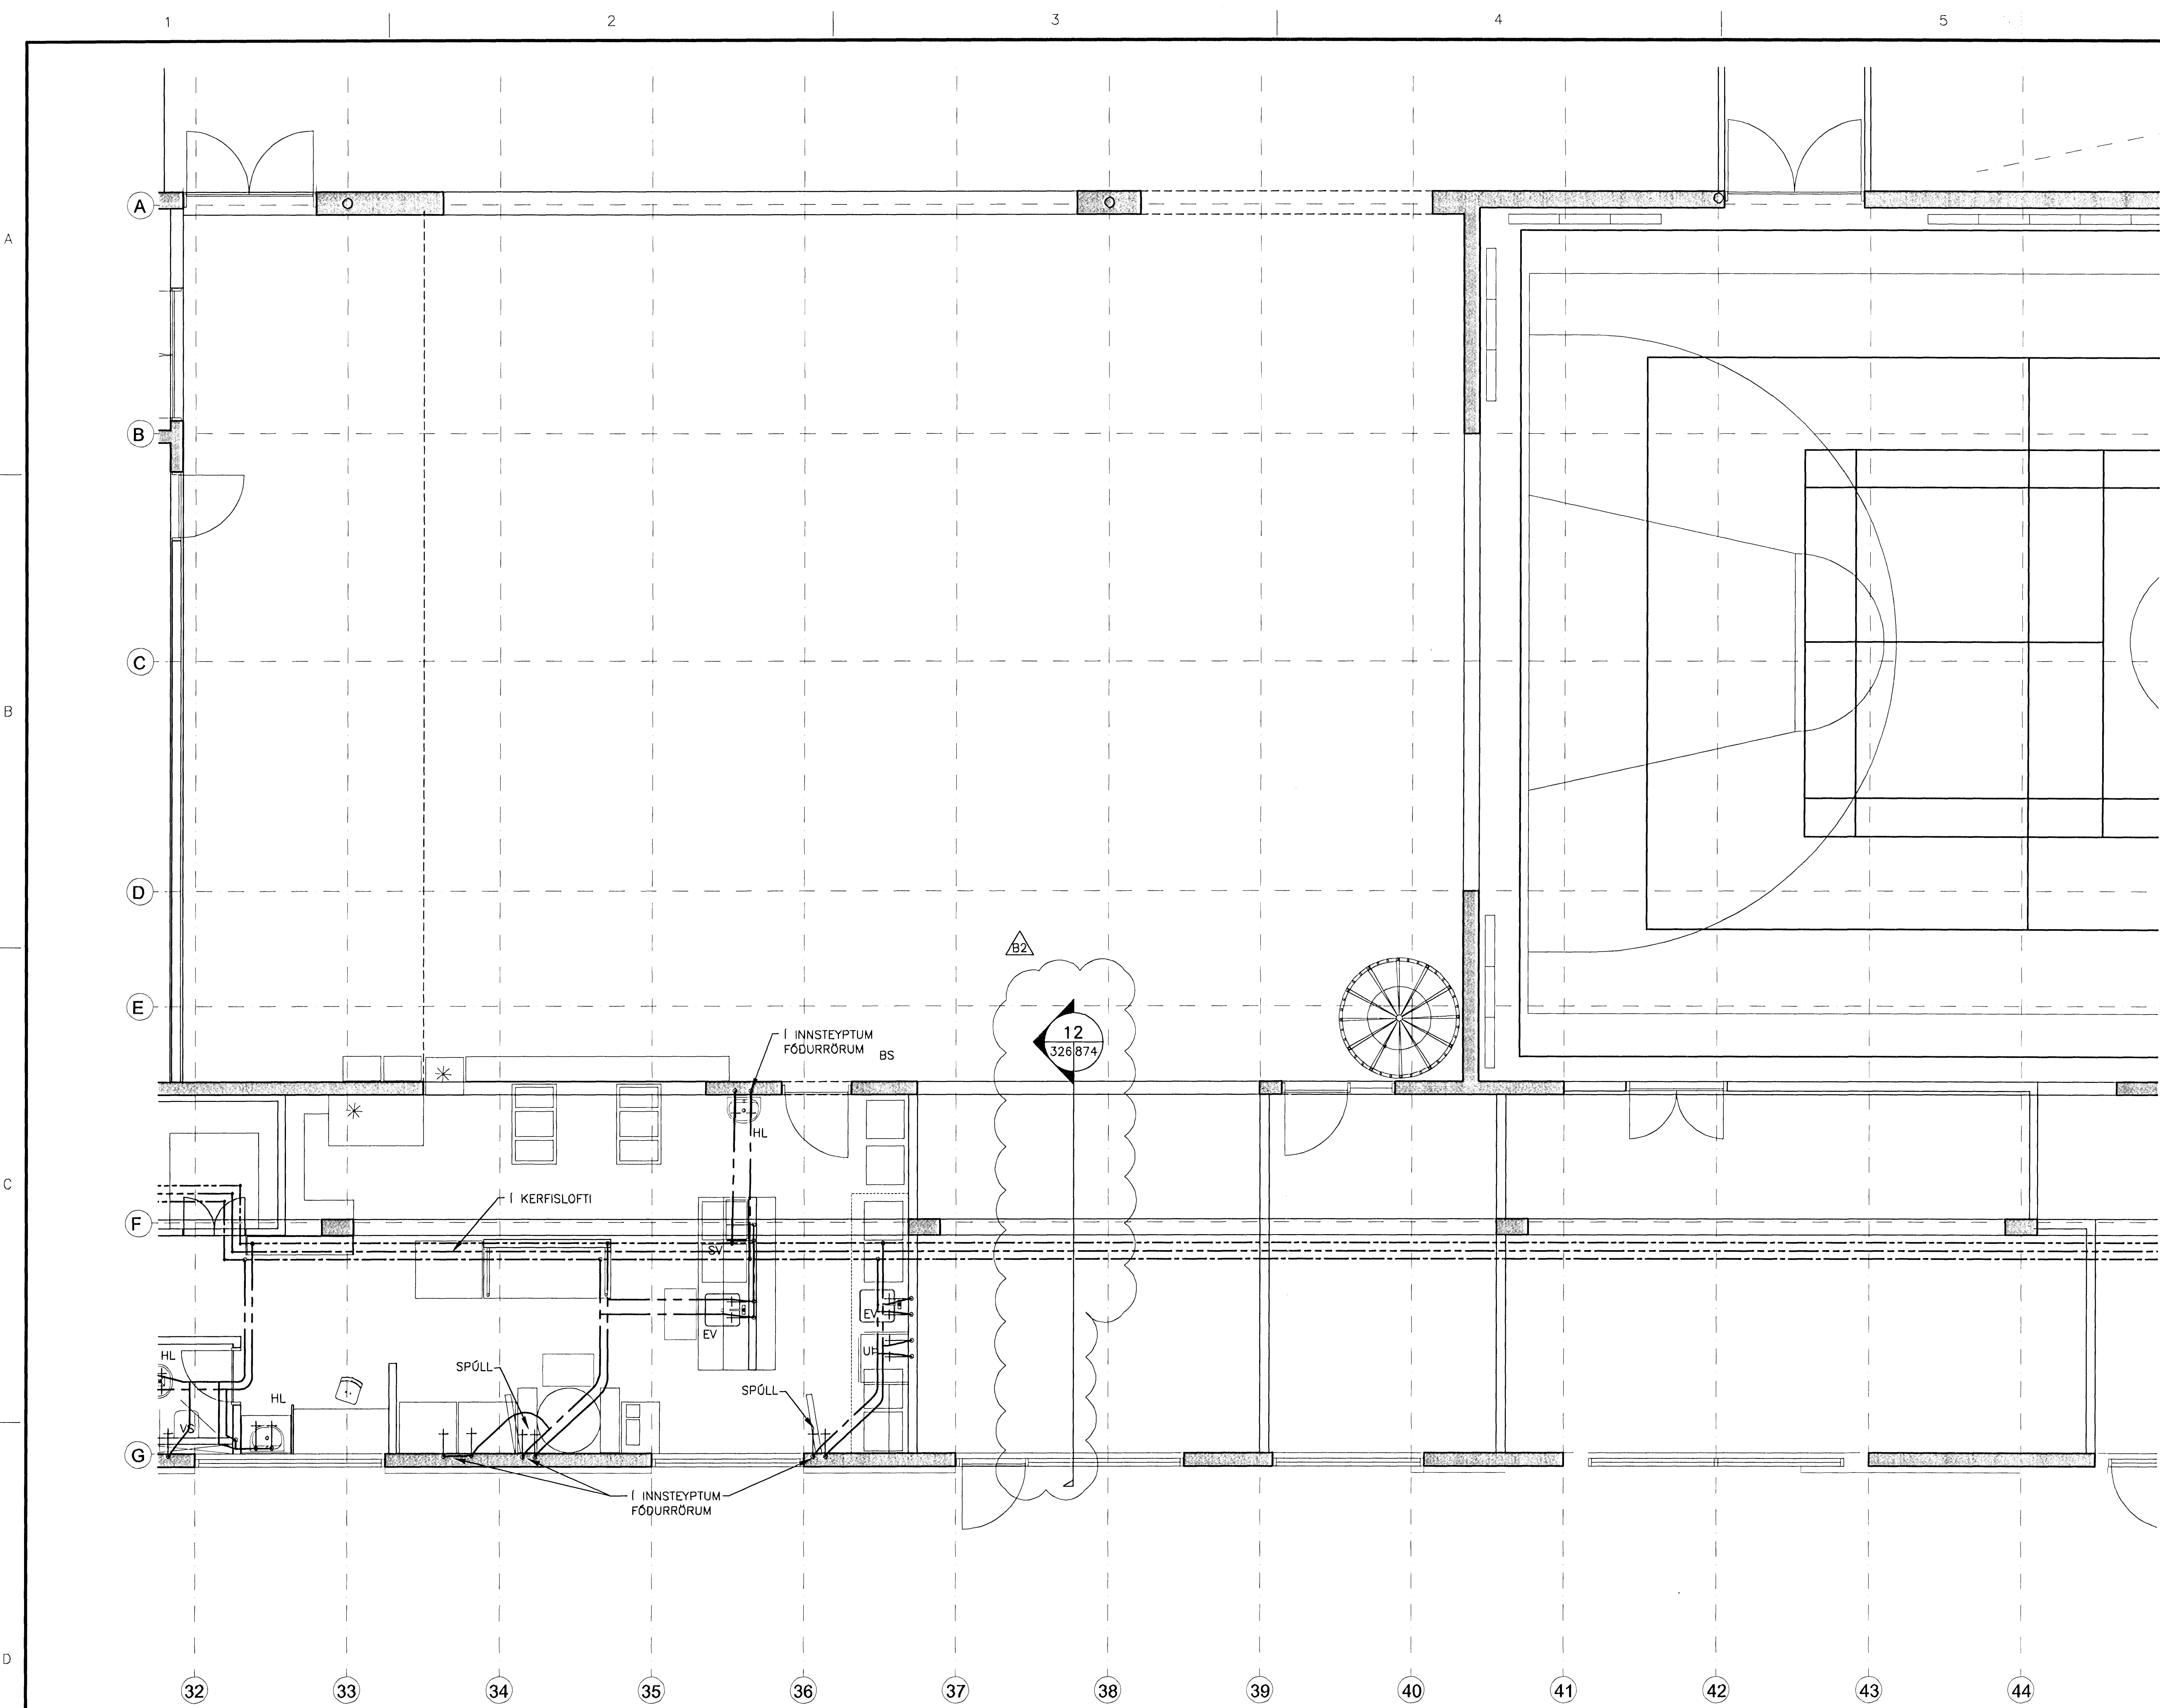 1 2 3 4 5
A
A
B
C
B
D
B2
E
12
326 874
Í INNSTEYPTUM
FÓÐURRÖRUM
BS
HL
C
Í KERFISLOFTI
F
SV
EV
EV
HL
SPÚLL
SPÚLL
HL
VS
G
Í INNSTEYPTUM
FÓÐURRÖRUM
D
32 33 34 35 36 37 38 39 40 41 42 43 44